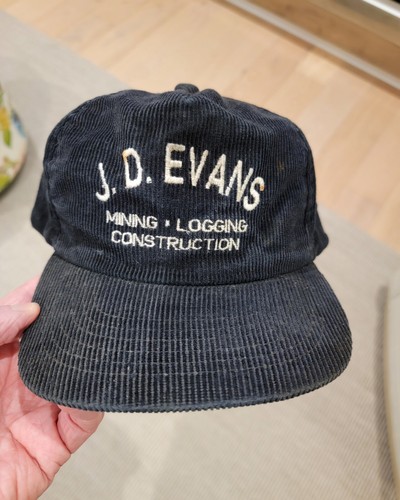 J. D. EVANS
MINING • LOGGING
CONSTRUCTION